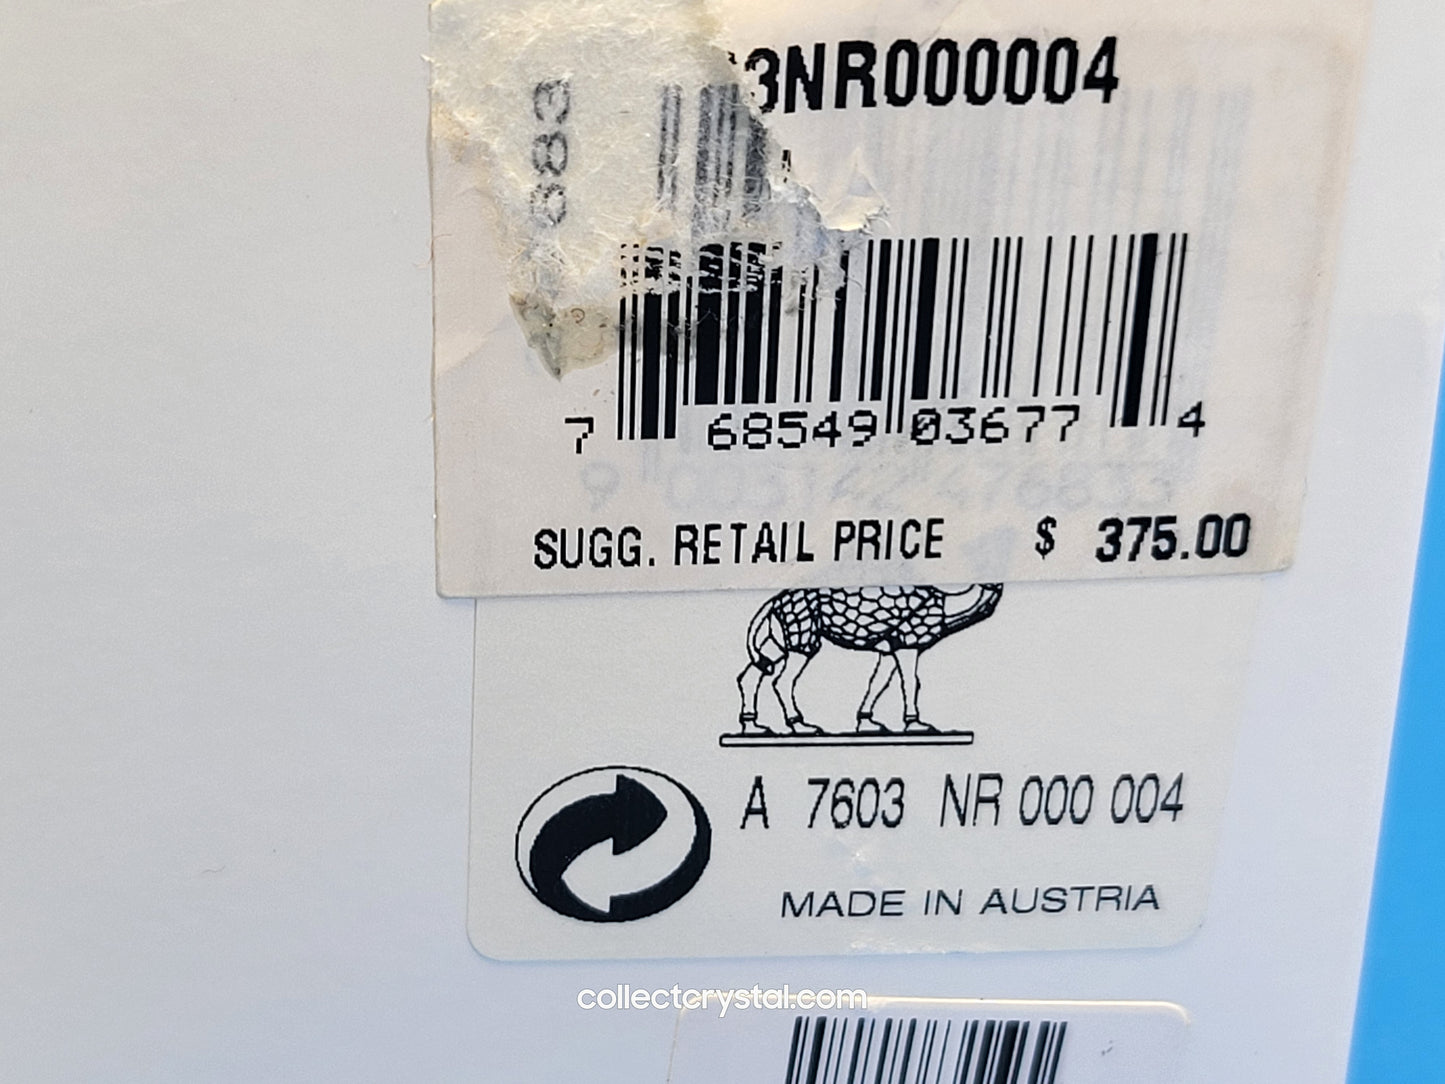 3NR000004
683
7 68549 03677 4
SUGG. RETAIL PRICE $ 375.00
A 7603 NR 000 004
MADE IN AUSTRIA
collectcrystal.com